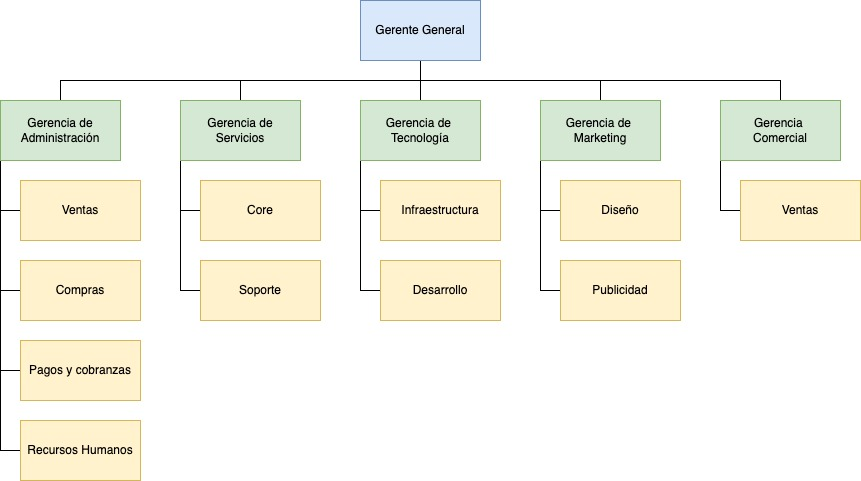 Gerente General
Gerencia de
Administración
Gerencia de
Servicios
Gerencia de
Tecnología
Gerencia de
Marketing
Gerencia
Comercial
Ventas
Core
Infraestructura
Diseño
Ventas
Compras
Soporte
Desarrollo
Publicidad
Pagos y cobranzas
Recursos Humanos